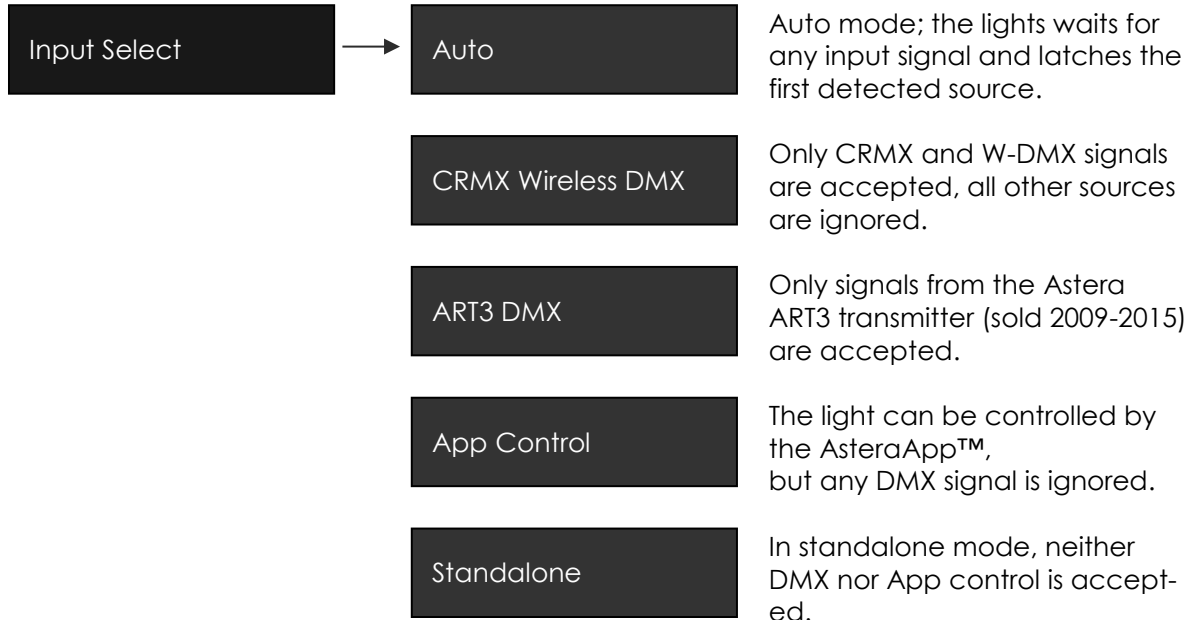 Input Select
Auto
Auto mode; the lights waits for
any input signal and latches the
first detected source.
CRMX Wireless DMX
Only CRMX and W-DMX signals
are accepted, all other sources
are ignored.
ART3 DMX
Only signals from the Astera
ART3 transmitter (sold 2009-2015)
are accepted.
App Control
The light can be controlled by
the AsteraApp™,
but any DMX signal is ignored.
Standalone
In standalone mode, neither
DMX nor App control is accept-
ed.